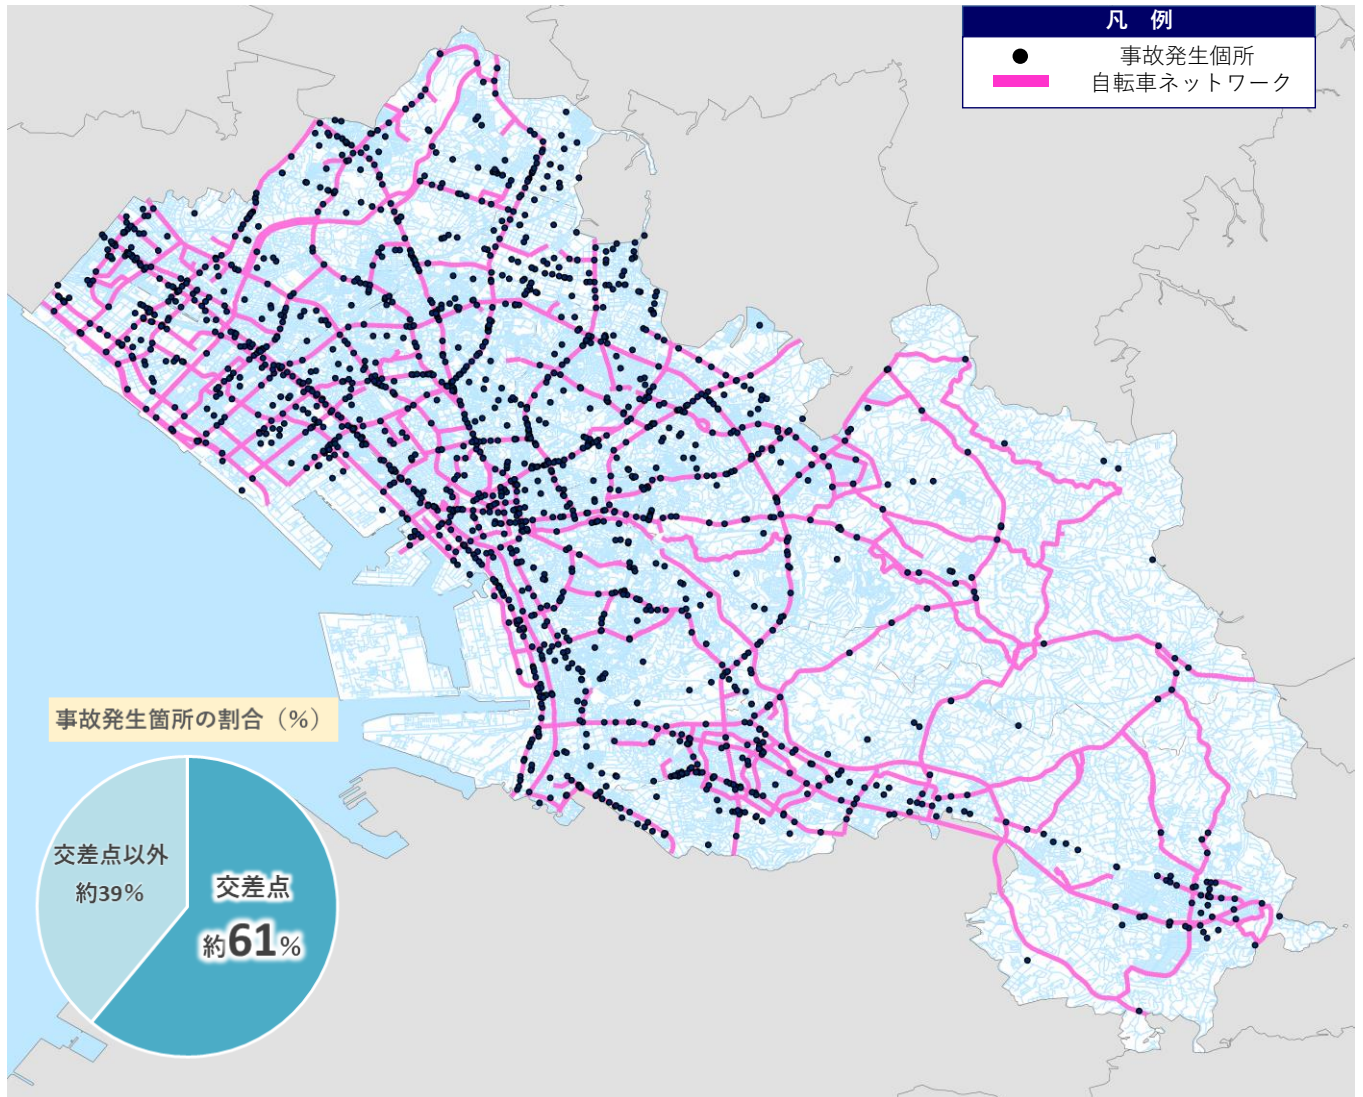 凡 例
事故発生個所
自転車ネットワーク
事故発生箇所の割合（%）
交差点以外
約39%
交差点
約61%